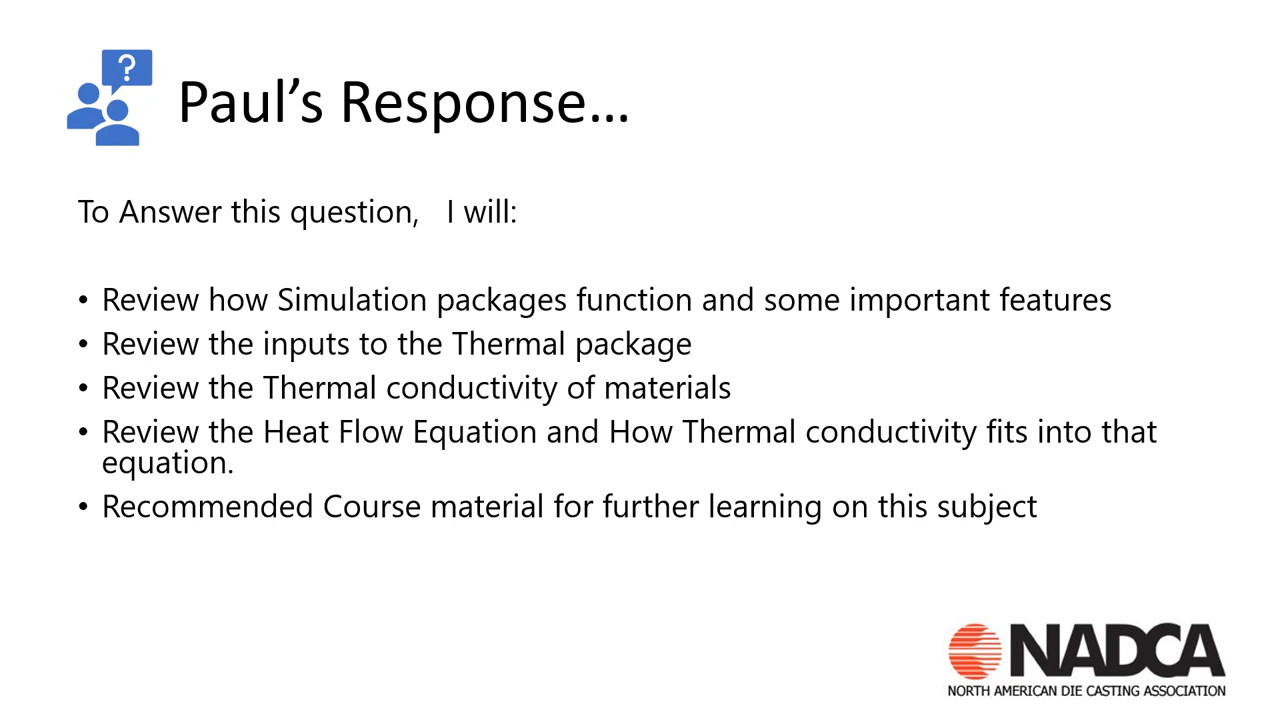 ?
Paul’s Response…
To Answer this question,   I will:
• Review how Simulation packages function and some important features
• Review the inputs to the Thermal package
• Review the Thermal conductivity of materials
• Review the Heat Flow Equation and How Thermal conductivity fits into that
equation.
• Recommended Course material for further learning on this subject
NADCA
NORTH AMERICAN DIE CASTING ASSOCIATION